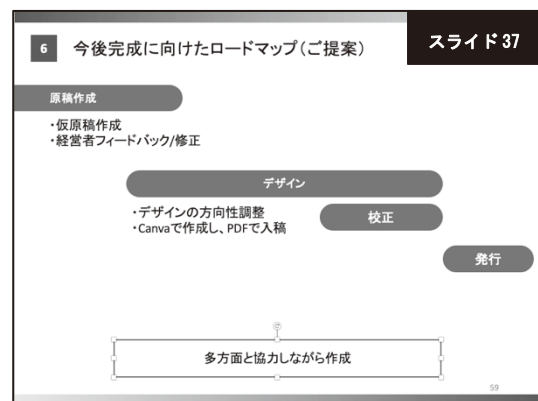 スライド 37
6 今後完成に向けたロードマップ(ご提案)
原稿作成
・仮原稿作成
・経営者フィードバック/修正
デザイン
・デザインの方向性調整
・Canvaで作成し、PDFで入稿
校正
発行
多方面と協力しながら作成
59